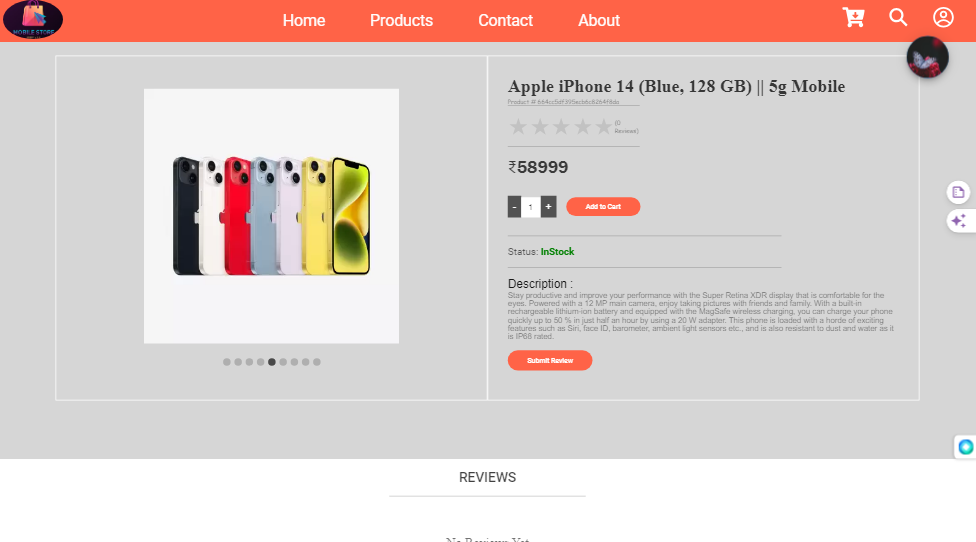 MOBILE STORE
Home Products Contact About
Apple iPhone 14 (Blue, 128 GB) || 5g Mobile
(0
Reviews)
₹58999
- 1 + Add to Cart
Status: InStock
Description :
Stay productive and improve your performance with the Super Retina XDR display that is comfortable for the
eyes. Powered with a 12 MP main camera, enjoy taking pictures with friends and family. With a built-in
rechargeable lithium-ion battery and equipped with the MagSafe wireless charging, you can charge your phone
quickly up to 50 % in just half an hour by using a 20 W adapter. This phone is loaded with a horde of exciting
features such as Siri, face ID, barometer, ambient light sensors etc., and is also resistant to dust and water as it
is IP68 rated.
Submit Review
REVIEWS
No Reviews Yet